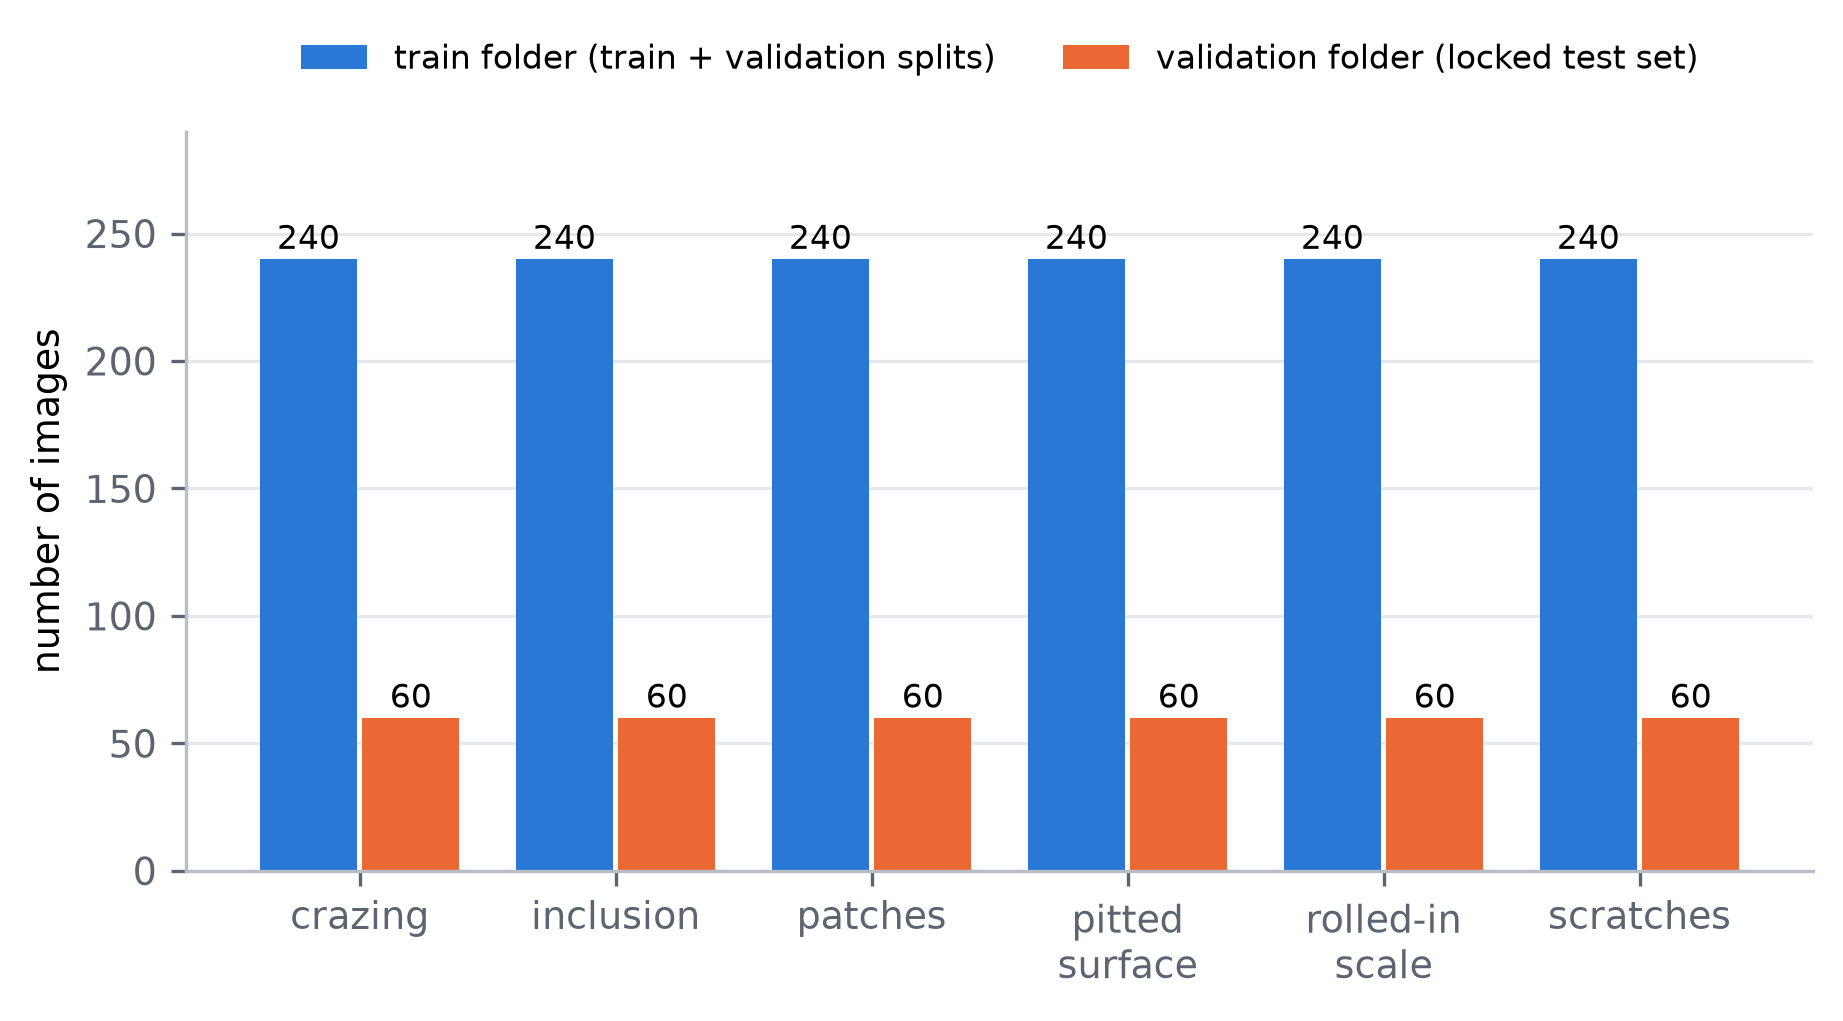 train folder (train + validation splits)
validation folder (locked test set)
number of images
250
200
150
100
50
0
240
240
240
240
240
240
60
60
60
60
60
60
crazing
inclusion
patches
pitted
surface
rolled-in
scale
scratches